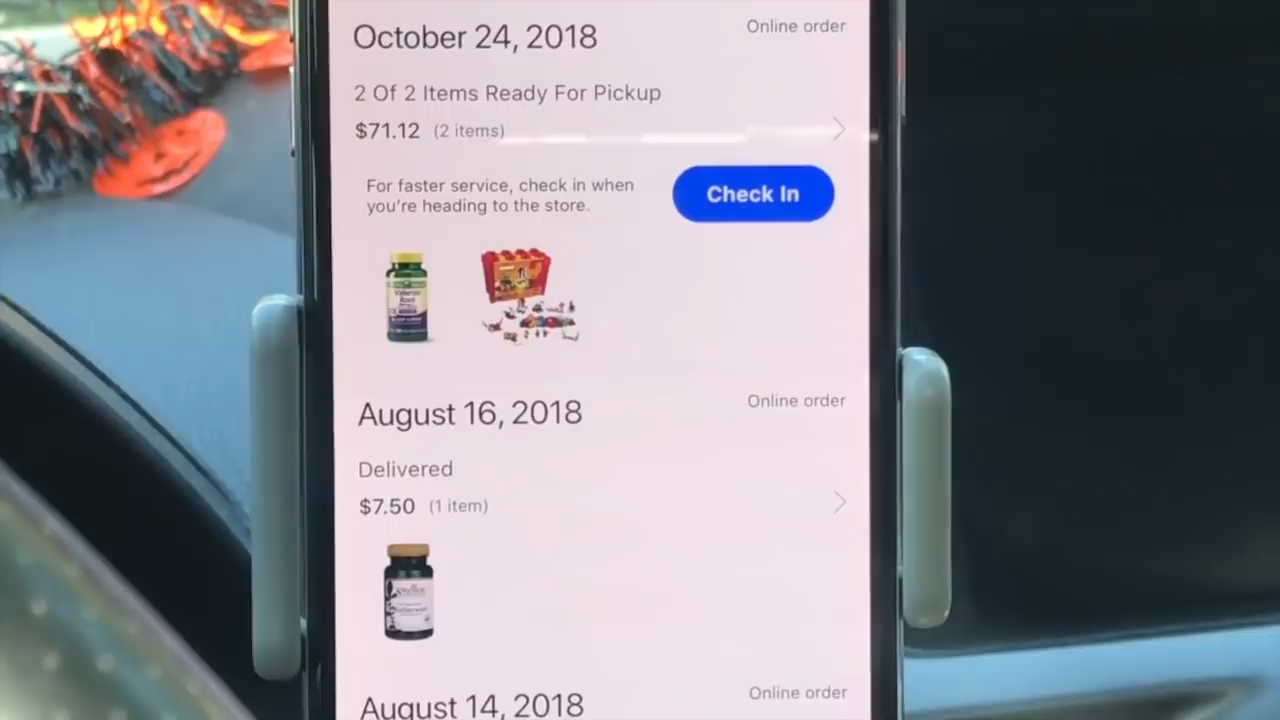 October 24, 2018
Online order
2 Of 2 Items Ready For Pickup
$71.12 (2 items)
For faster service, check in when
you're heading to the store.
Check In
Valerian
Root
August 16, 2018
Online order
Delivered
$7.50 (1 item)
August 14, 2018
Online order